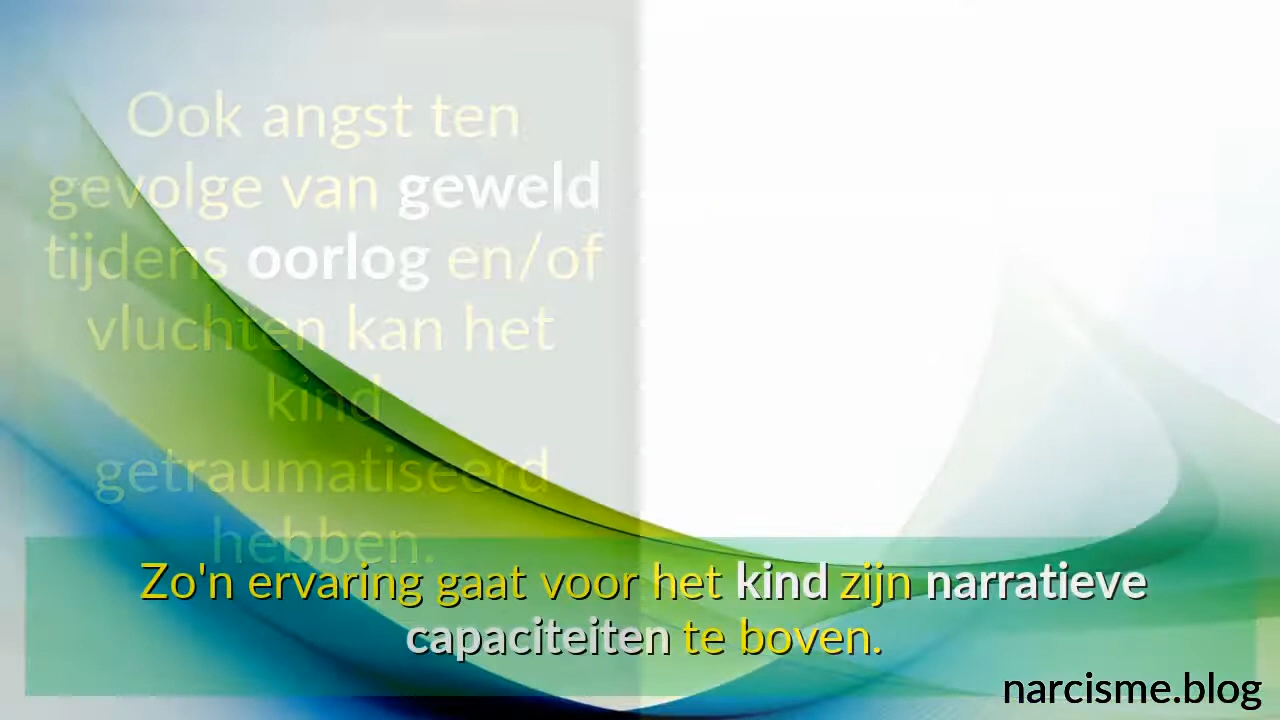 Ook angst ten
gevolge van geweld
tijdens oorlog en/of
vluchten kan het
kind
getraumatiseerd
hebben.
Zo'n ervaring gaat voor het kind zijn narratieve
capaciteiten te boven.
narcisme.blog